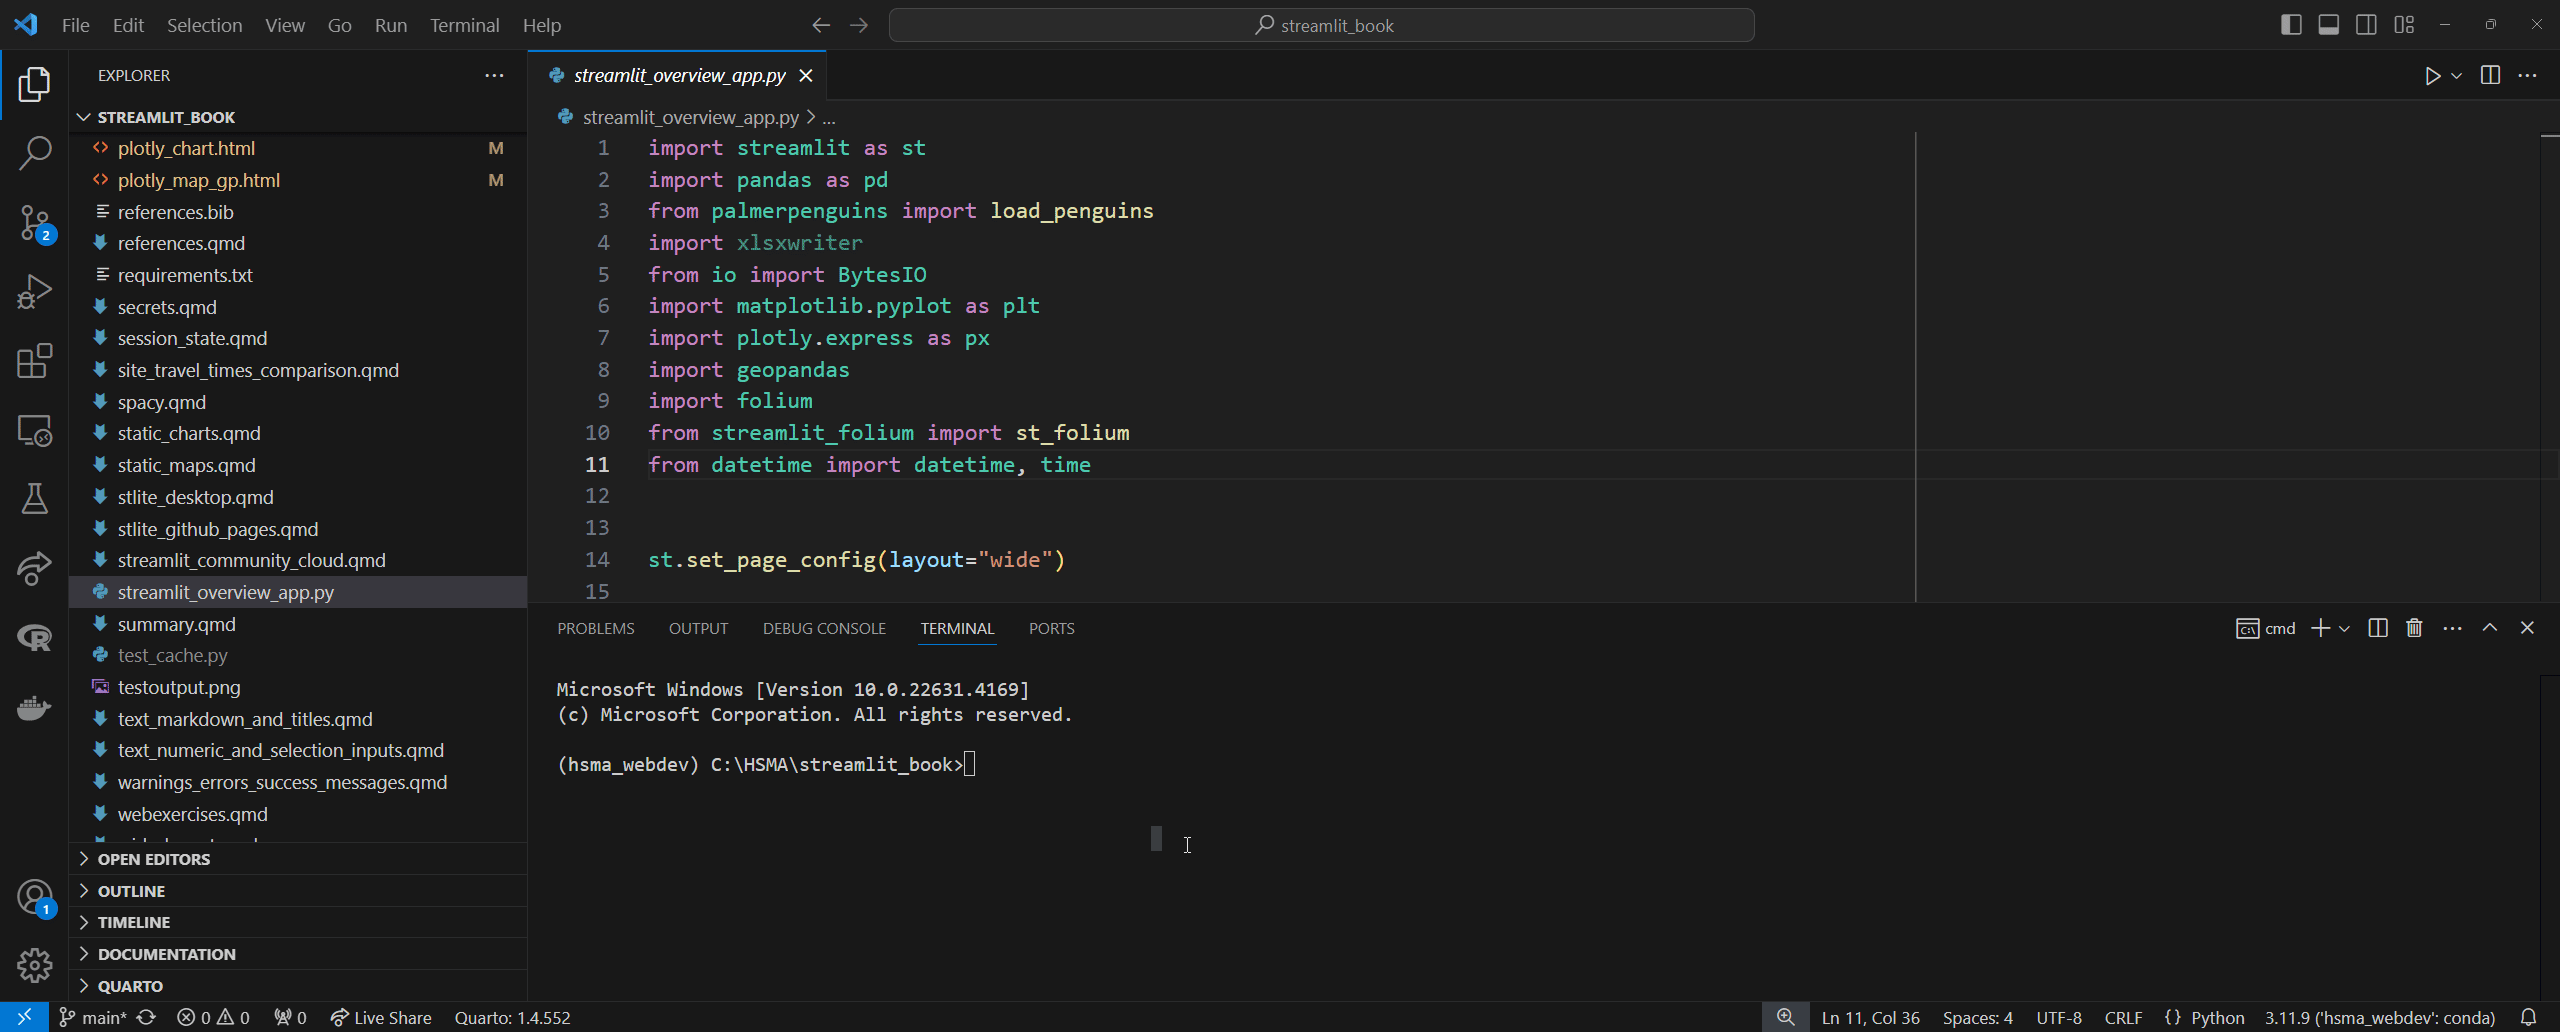 File Edit Selection View Go Run Terminal Help
streamlit_book
EXPLORER
STREAMLIT_BOOK
plotly_chart.html M
plotly_map_gp.html M
references.bib
references.qmd
requirements.txt
secrets.qmd
session_state.qmd
site_travel_times_comparison.qmd
spacy.qmd
static_charts.qmd
static_maps.qmd
stlite_desktop.qmd
stlite_github_pages.qmd
streamlit_community_cloud.qmd
streamlit_overview_app.py
summary.qmd
test_cache.py
testoutput.png
text_markdown_and_titles.qmd
text_numeric_and_selection_inputs.qmd
warnings_errors_success_messages.qmd
webexercises.qmd
OPEN EDITORS
OUTLINE
TIMELINE
DOCUMENTATION
QUARTO
2
1
streamlit_overview_app.py
streamlit_overview_app.py > ...
1 import streamlit as st
2 import pandas as pd
3 from palmerpenguins import load_penguins
4 import xlsxwriter
5 from io import BytesIO
6 import matplotlib.pyplot as plt
7 import plotly.express as px
8 import geopandas
9 import folium
10 from streamlit_folium import st_folium
11 from datetime import datetime, time
12
13
14 st.set_page_config(layout="wide")
15
PROBLEMS OUTPUT DEBUG CONSOLE TERMINAL PORTS
cmd
Microsoft Windows [Version 10.0.22631.4169]
(c) Microsoft Corporation. All rights reserved.
(hsma_webdev) C:\HSMA\streamlit_book>
main* 0 0 0 Live Share Quarto: 1.4.552
Ln 11, Col 36 Spaces: 4 UTF-8 CRLF {} Python 3.11.9 ('hsma_webdev': conda)